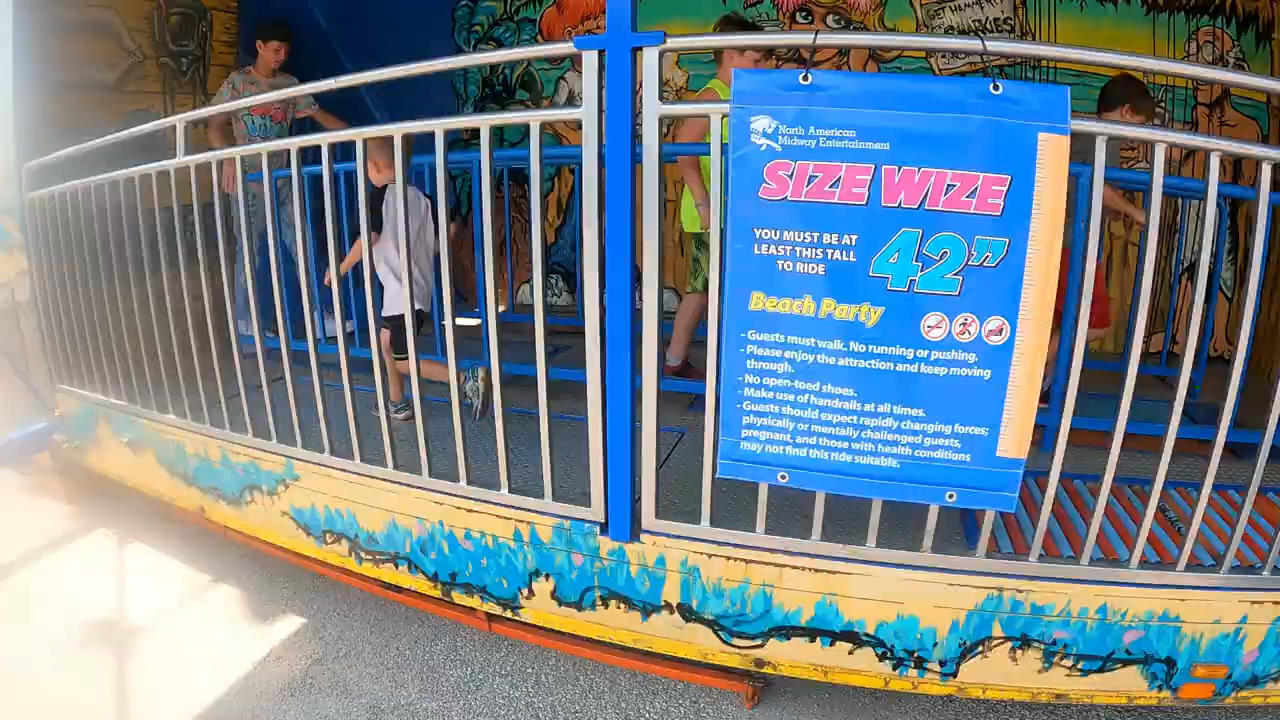 GET HAMMERED
North American
Midway Entertainment
SIZE WIZE
YOU MUST BE AT
LEAST THIS TALL
TO RIDE
42”
Beach Party
- Guests must walk. No running or pushing.
- Please enjoy the attraction and keep moving
through.
- No open-toed shoes.
- Make use of handrails at all times.
- Guests should expect rapidly changing forces;
physically or mentally challenged guests,
pregnant, and those with health conditions
may not find this ride suitable.